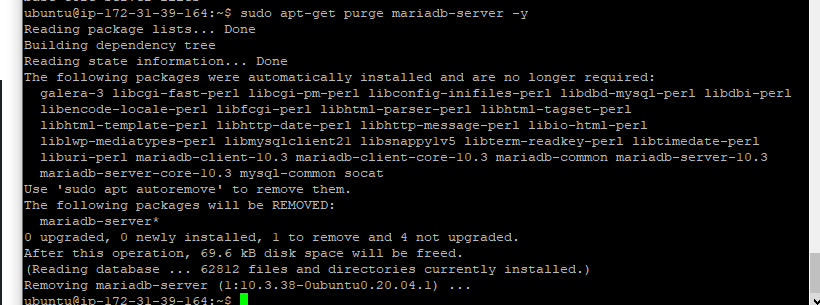 ubuntu@ip-172-31-39-164:~$ sudo apt-get purge mariadb-server -y
Reading package lists... Done
Building dependency tree
Reading state information... Done
The following packages were automatically installed and are no longer required:
  galera-3 libcgi-fast-perl libcgi-pm-perl libconfig-inifiles-perl libdbd-mysql-perl libdbi-perl
  libencode-locale-perl libfcgi-perl libhtml-parser-perl libhtml-tagset-perl
  libhtml-template-perl libhttp-date-perl libhttp-message-perl libio-html-perl
  liblwp-mediatypes-perl libmysqlclient21 libsnappy1v5 libterm-readkey-perl libtimedate-perl
  liburi-perl mariadb-client-10.3 mariadb-client-core-10.3 mariadb-common mariadb-server-10.3
  mariadb-server-core-10.3 mysql-common socat
Use 'sudo apt autoremove' to remove them.
The following packages will be REMOVED:
  mariadb-server*
0 upgraded, 0 newly installed, 1 to remove and 4 not upgraded.
After this operation, 69.6 kB disk space will be freed.
(Reading database ... 62812 files and directories currently installed.)
Removing mariadb-server (1:10.3.38-0ubuntu0.20.04.1) ...
ubuntu@ip-172-31-39-164:~$